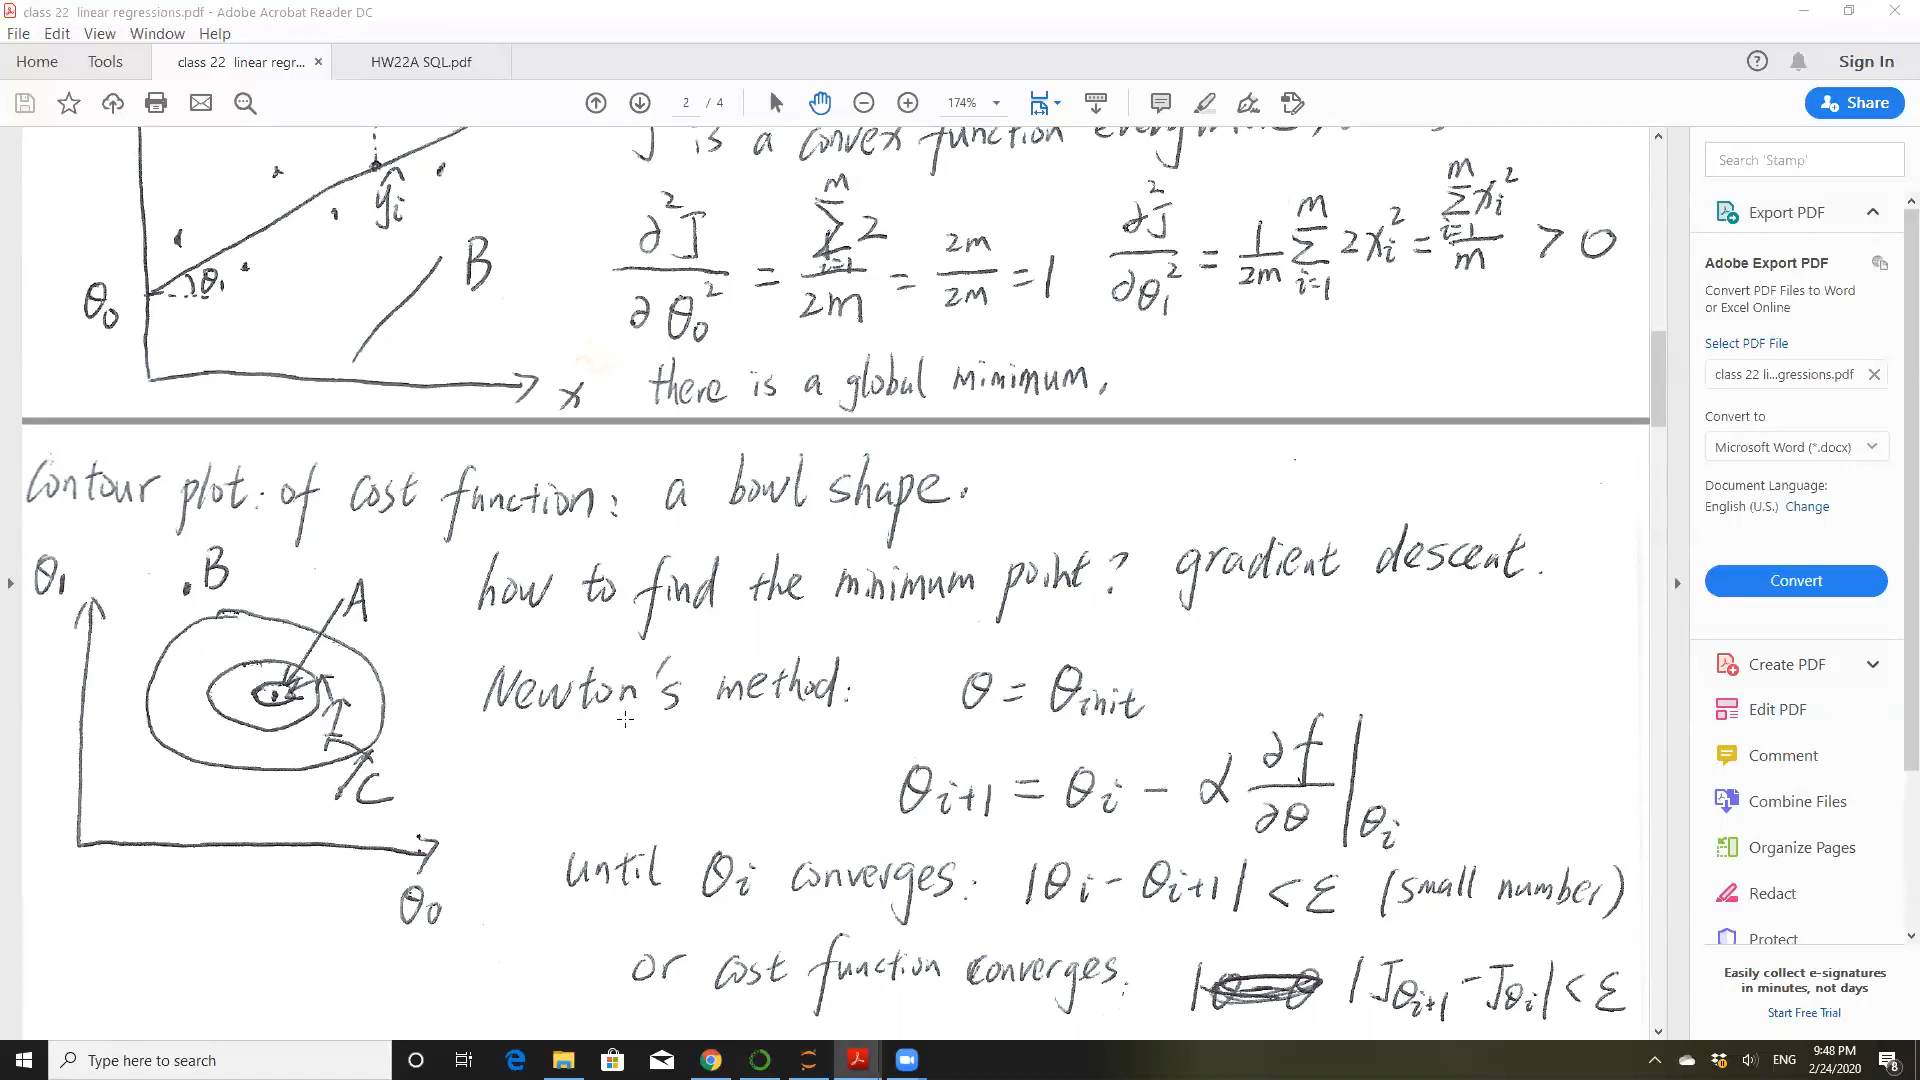 class 22 linear regressions.pdf - Adobe Acrobat Reader DC
File Edit View Window Help
Home Tools class 22 linear regr... × HW22A SQL.pdf Sign In
2 / 4 174% Share
J is a convex function
ŷi
θ0 θ1 B x
∂²J/∂θ0² = Σ_{i=1}^{m} 2 / 2m = 2m/2m = 1 ∂²J/∂θ1² = 1/2m Σ_{i=1}^{m} 2xi² = Σ_{i=1}^{m} xi² / m > 0
there is a global minimum.
Contour plot: of cost function: a bowl shape.
θ1 B A C θ0
how to find the minimum point? gradient descent.
Newton's method: θ = θinit
θi+1 = θi - α ∂f/∂θ |θi
until θi converges: |θi - θi+1| < ε (small number)
or cost function converges: |Jθi+1 - Jθi| < ε
Search 'Stamp'
Export PDF
Adobe Export PDF
Convert PDF Files to Word
or Excel Online
Select PDF File
class 22 li...gressions.pdf
Convert to
Microsoft Word (*.docx)
Document Language:
English (U.S.) Change
Convert
Create PDF
Edit PDF
Comment
Combine Files
Organize Pages
Redact
Protect
Easily collect e-signatures
in minutes, not days
Start Free Trial
Type here to search
ENG
9:48 PM
2/24/2020
8